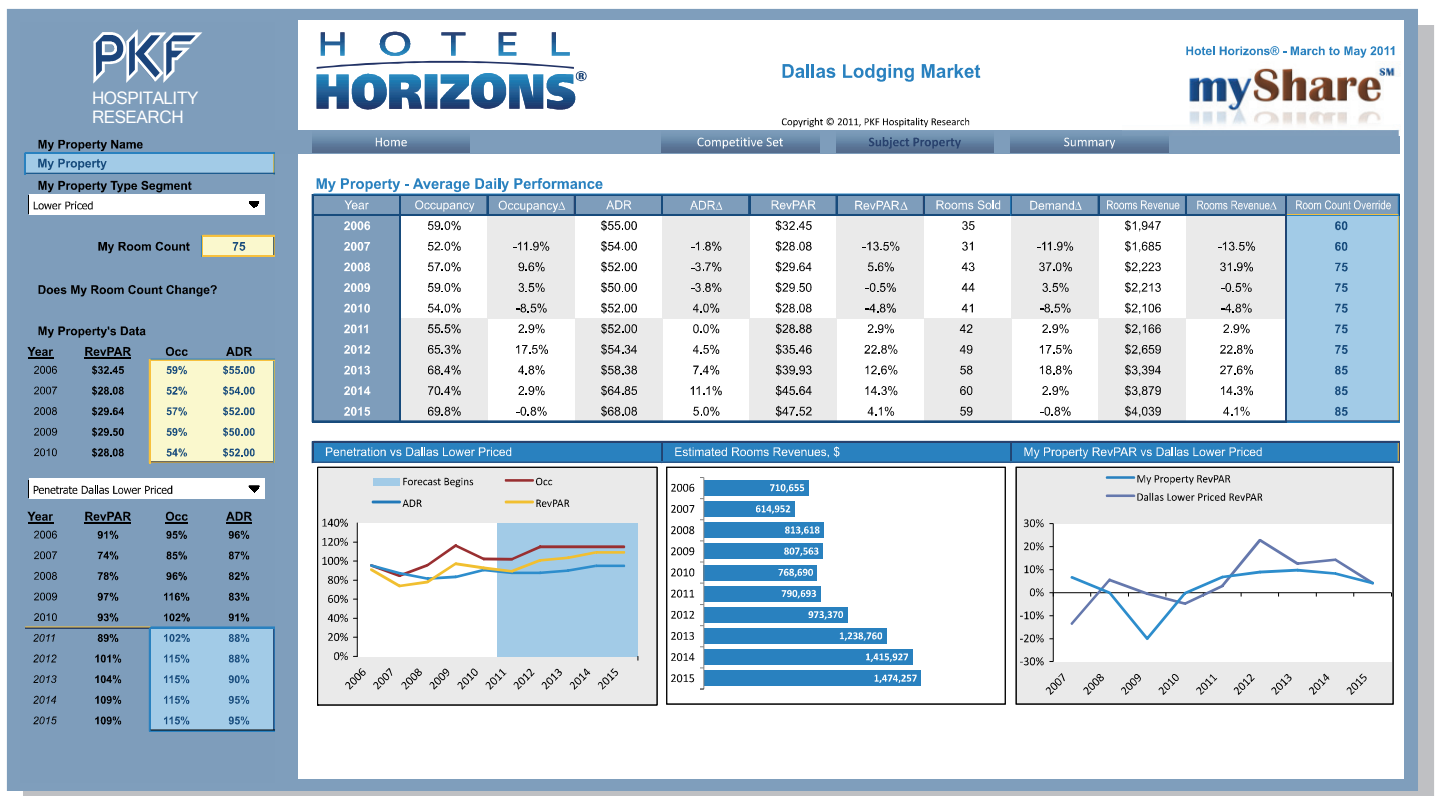 PKF
HOSPITALITY
RESEARCH
My Property Name
My Property
My Property Type Segment
Lower Priced
My Room Count 75
Does My Room Count Change?
My Property's Data
Year RevPAR Occ ADR
2006 $32.45 59% $55.00
2007 $28.08 52% $54.00
2008 $29.64 57% $52.00
2009 $29.50 59% $50.00
2010 $28.08 54% $52.00
Penetrate Dallas Lower Priced
Year RevPAR Occ ADR
2006 91% 95% 96%
2007 74% 85% 87%
2008 78% 96% 82%
2009 97% 116% 83%
2010 93% 102% 91%
2011 89% 102% 88%
2012 101% 115% 88%
2013 104% 115% 90%
2014 109% 115% 95%
2015 109% 115% 95%
HOTEL
HORIZONS®
Dallas Lodging Market
Copyright © 2011, PKF Hospitality Research
Hotel Horizons® - March to May 2011
myShare℠
Home Competitive Set Subject Property Summary
My Property - Average Daily Performance
Year Occupancy OccupancyΔ ADR ADRΔ RevPAR RevPARΔ Rooms Sold DemandΔ Rooms Revenue Rooms RevenueΔ Room Count Override
2006 59.0% $55.00 $32.45 35 $1,947 60
2007 52.0% -11.9% $54.00 -1.8% $28.08 -13.5% 31 -11.9% $1,685 -13.5% 60
2008 57.0% 9.6% $52.00 -3.7% $29.64 5.6% 43 37.0% $2,223 31.9% 75
2009 59.0% 3.5% $50.00 -3.8% $29.50 -0.5% 44 3.5% $2,213 -0.5% 75
2010 54.0% -8.5% $52.00 4.0% $28.08 -4.8% 41 -8.5% $2,106 -4.8% 75
2011 55.5% 2.9% $52.00 0.0% $28.88 2.9% 42 2.9% $2,166 2.9% 75
2012 65.3% 17.5% $54.34 4.5% $35.46 22.8% 49 17.5% $2,659 22.8% 75
2013 68.4% 4.8% $58.38 7.4% $39.93 12.6% 58 18.8% $3,394 27.6% 85
2014 70.4% 2.9% $64.85 11.1% $45.64 14.3% 60 2.9% $3,879 14.3% 85
2015 69.8% -0.8% $68.08 5.0% $47.52 4.1% 59 -0.8% $4,039 4.1% 85
Penetration vs Dallas Lower Priced
Forecast Begins Occ
ADR RevPAR
140%
120%
100%
80%
60%
40%
20%
0%
2006 2007 2008 2009 2010 2011 2012 2013 2014 2015
Estimated Rooms Revenues, $
2006 710,655
2007 614,952
2008 813,618
2009 807,563
2010 768,690
2011 790,693
2012 973,370
2013 1,238,760
2014 1,415,927
2015 1,474,257
My Property RevPAR vs Dallas Lower Priced
My Property RevPAR
Dallas Lower Priced RevPAR
30%
20%
10%
0%
-10%
-20%
-30%
2007 2008 2009 2010 2011 2012 2013 2014 2015